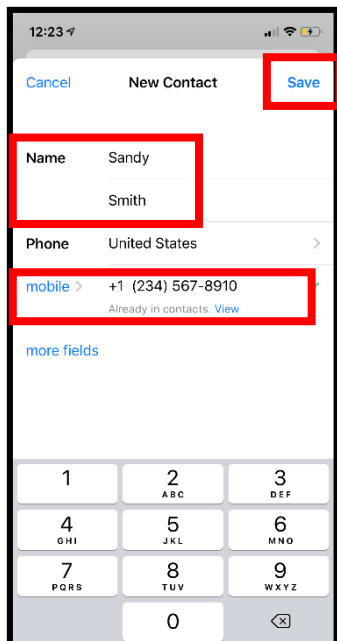 12:23
Cancel New Contact Save
Name Sandy
Smith
Phone United States
mobile +1 (234) 567-8910
Already in contacts. View
more fields
1 2 3
ABC DEF
4 5 6
GHI JKL MNO
7 8 9
PQRS TUV WXYZ
0